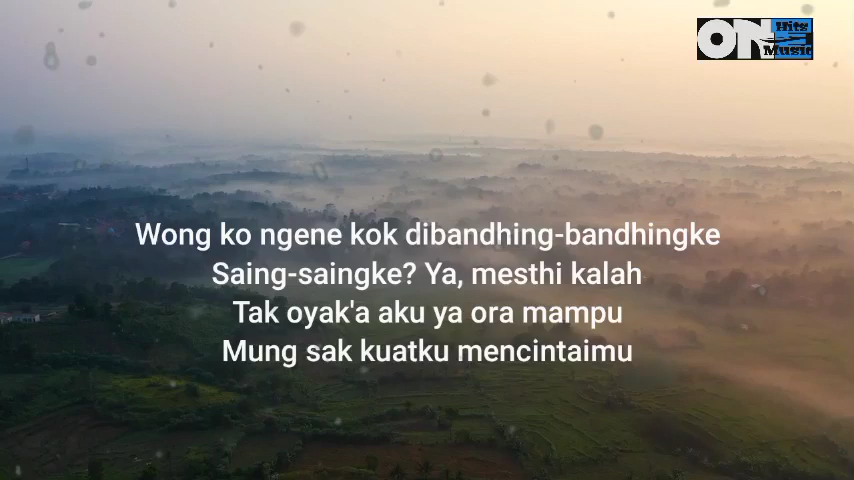 ON Hits Music
Wong ko ngene kok dibandhing-bandhingke
Saing-saingke? Ya, mesthi kalah
Tak oyak'a aku ya ora mampu
Mung sak kuatku mencintaimu